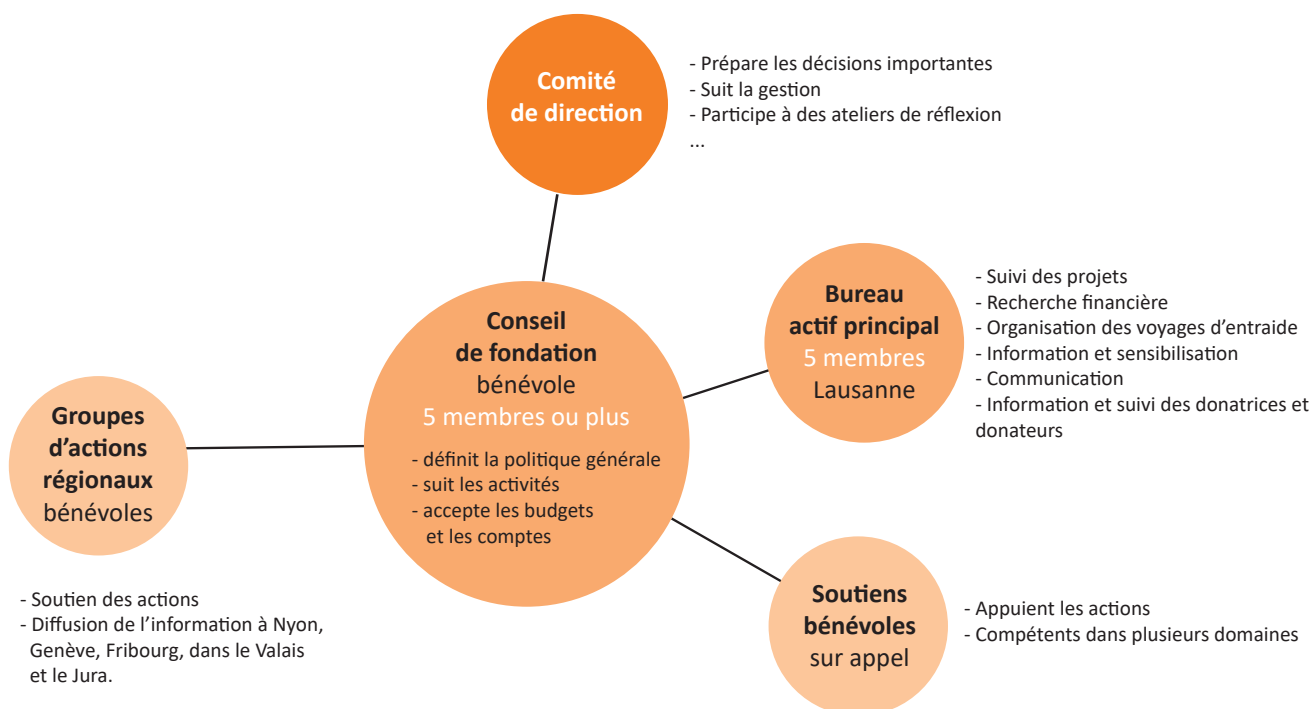 Comité
de direction
- Prépare les décisions importantes
- Suit la gestion
- Participe à des ateliers de réflexion
...
Conseil
de fondation
bénévole
5 membres ou plus
- définit la politique générale
- suit les activités
- accepte les budgets
et les comptes
Bureau
actif principal
5 membres
Lausanne
- Suivi des projets
- Recherche financière
- Organisation des voyages d’entraide
- Information et sensibilisation
- Communication
- Information et suivi des donatrices et
donateurs
Groupes
d’actions
régionaux
bénévoles
- Soutien des actions
- Diffusion de l’information à Nyon,
Genève, Fribourg, dans le Valais
et le Jura.
Soutiens
bénévoles
sur appel
- Appuient les actions
- Compétents dans plusieurs domaines